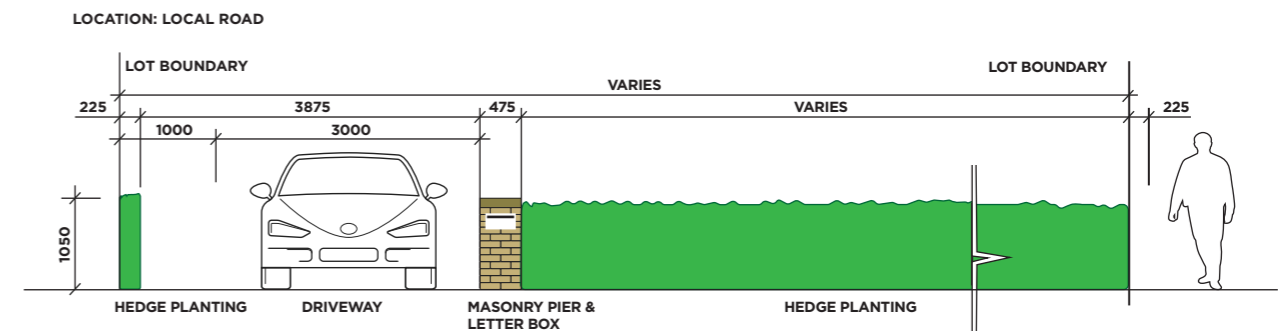 LOCATION: LOCAL ROAD
LOT BOUNDARY
LOT BOUNDARY
VARIES
225
3875
475
VARIES
225
1000
3000
1050
HEDGE PLANTING
DRIVEWAY
MASONRY PIER &
LETTER BOX
HEDGE PLANTING